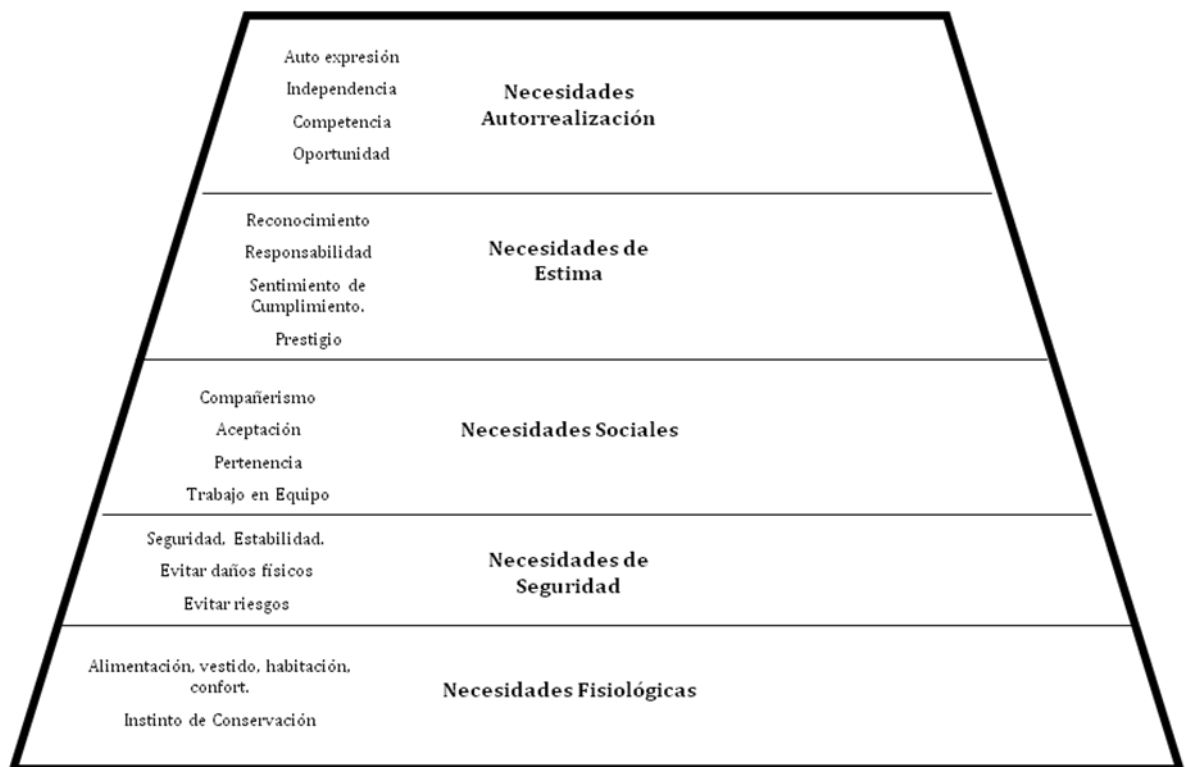 Auto expresión
Independencia
Competencia
Oportunidad
Necesidades
Autorrealización
Reconocimiento
Responsabilidad
Sentimiento de
Cumplimiento.
Prestigio
Necesidades de
Estima
Compañerismo
Aceptación
Pertenencia
Trabajo en Equipo
Necesidades Sociales
Seguridad, Estabilidad.
Evitar daños físicos
Evitar riesgos
Necesidades de
Seguridad
Alimentación, vestido, habitación,
confort.
Instinto de Conservación
Necesidades Fisiológicas